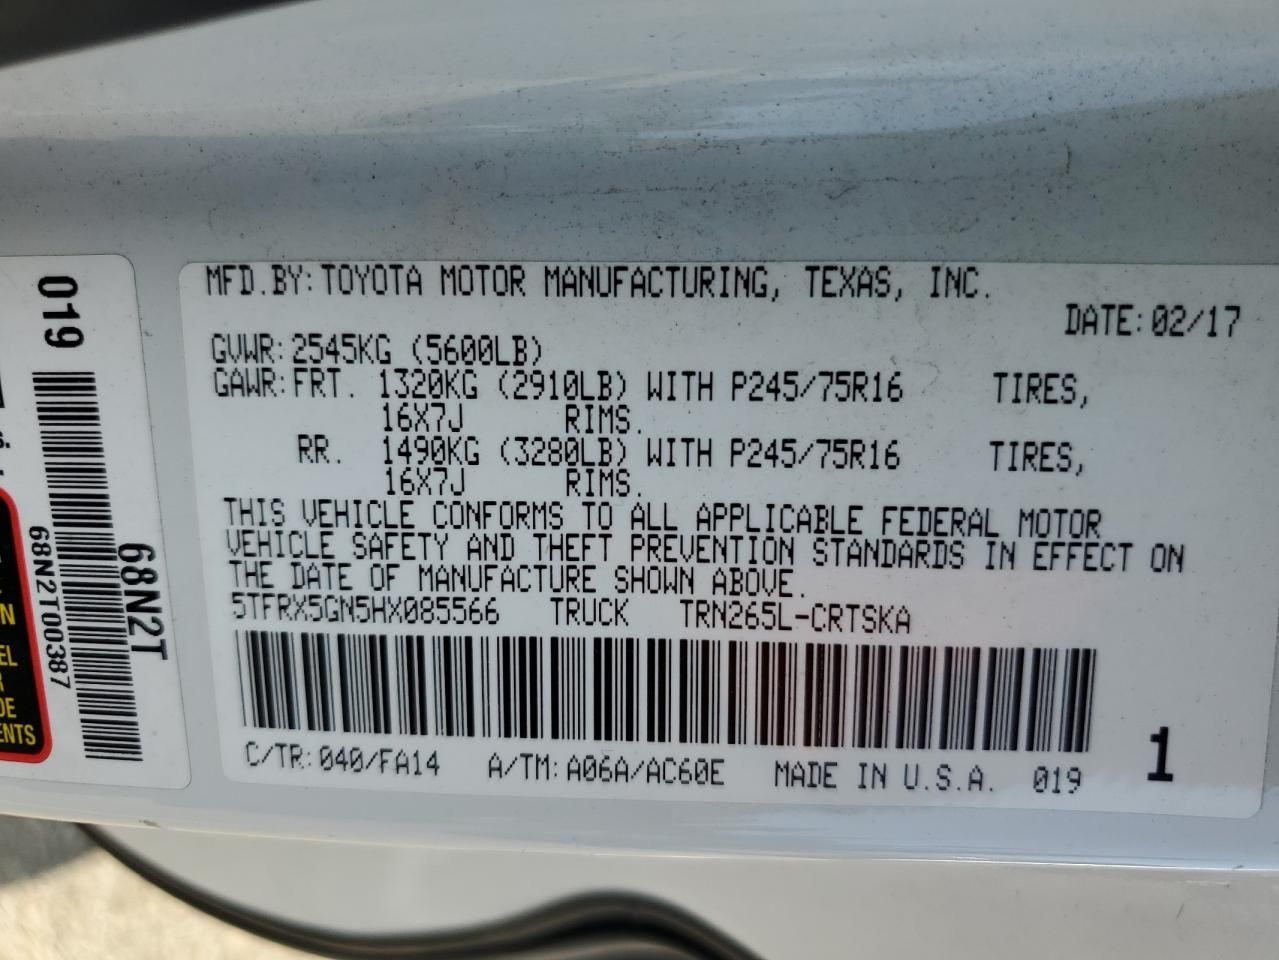 MFD.BY:TOYOTA MOTOR MANUFACTURING, TEXAS, INC.
DATE:02/17
GVWR:2545KG (5600LB)
GAWR:FRT. 1320KG (2910LB) WITH P245/75R16 TIRES,
16X7J RIMS.
RR. 1490KG (3280LB) WITH P245/75R16 TIRES,
16X7J RIMS.
THIS VEHICLE CONFORMS TO ALL APPLICABLE FEDERAL MOTOR
VEHICLE SAFETY AND THEFT PREVENTION STANDARDS IN EFFECT ON
THE DATE OF MANUFACTURE SHOWN ABOVE.
5TFRX5GN5HX085566 TRUCK TRN265L-CRTSKA
C/TR:040/FA14 A/TM:A06A/AC60E MADE IN U.S.A. 019
1
019
68N2T
68N2T00387